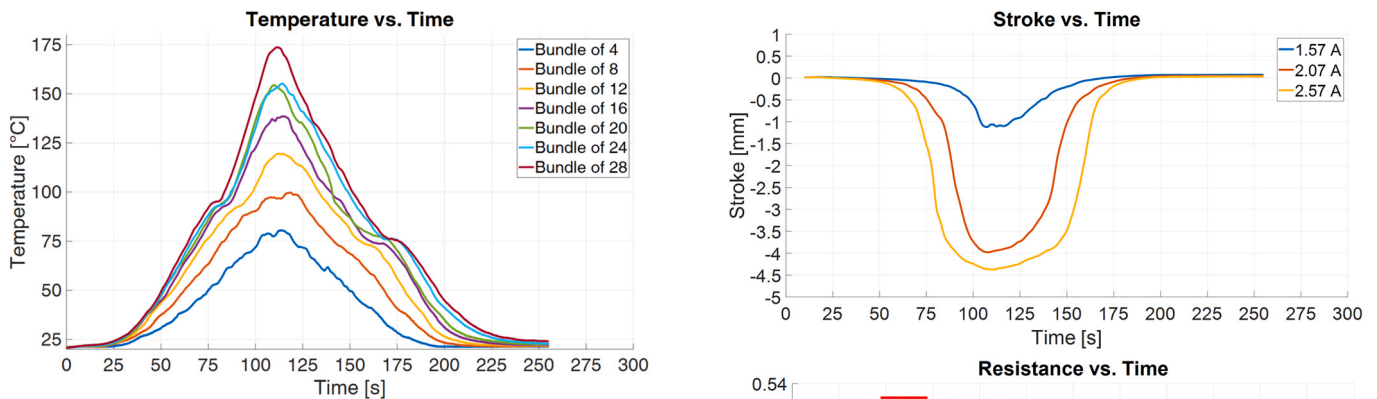 Temperature vs. Time
Temperature [°C]
175
150
125
100
75
50
25
0 25 50 75 100 125 150 175 200 225 250 275 300
Time [s]
Bundle of 4
Bundle of 8
Bundle of 12
Bundle of 16
Bundle of 20
Bundle of 24
Bundle of 28
Stroke vs. Time
Stroke [mm]
1
0.5
0
-0.5
-1
-1.5
-2
-2.5
-3
-3.5
-4
-4.5
-5
0 25 50 75 100 125 150 175 200 225 250 275 300
Time [s]
1.57 A
2.07 A
2.57 A
Resistance vs. Time
0.54